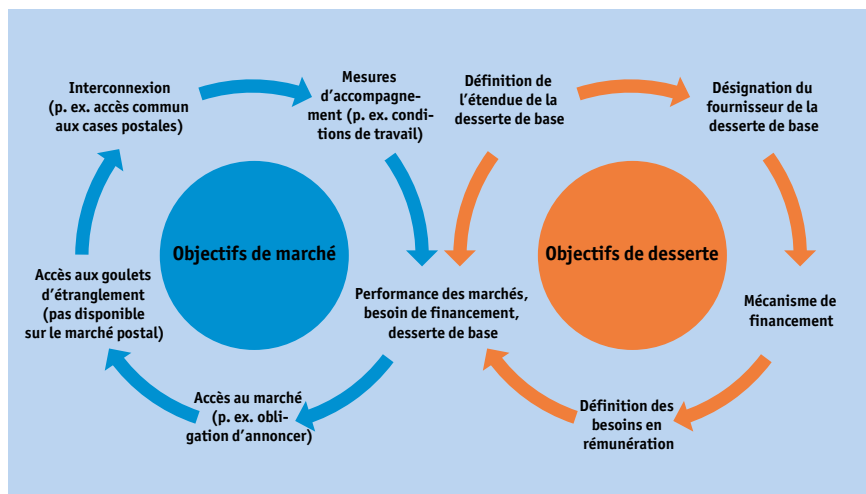 Interconnexion
(p. ex. accès commun
aux cases postales)
Mesures
d'accompagne-
ment (p. ex. condi-
tions de travail)
Définition de
l'étendue de la
desserte de base
Désignation du
fournisseur de la
desserte de base
Objectifs de marché
Objectifs de desserte
Accès aux goulets
d'étranglement
(pas disponible
sur le marché postal)
Performance des marchés,
besoin de financement,
desserte de base
Mécanisme de
financement
Accès au marché
(p. ex. obli-
gation d'annoncer)
Définition des
besoins en
rémunération